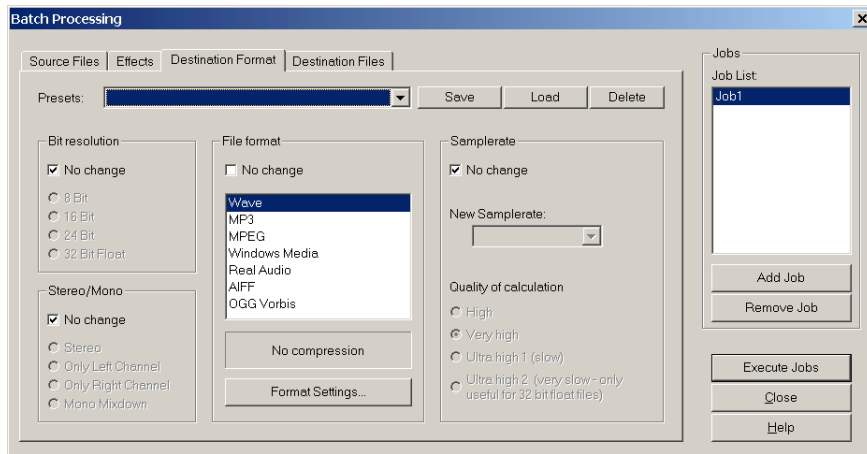 Batch Processing
Source Files
Effects
Destination Format
Destination Files
Presets:
Save
Load
Delete
Bit resolution
No change
8 Bit
16 Bit
24 Bit
32 Bit Float
Stereo/Mono
No change
Stereo
Only Left Channel
Only Right Channel
Mono Mixdown
File format
No change
Wave
MP3
MPEG
Windows Media
Real Audio
AIFF
OGG Vorbis
No compression
Format Settings...
Samplerate
No change
New Samplerate:
Quality of calculation
High
Very high
Ultra high 1 (slow)
Ultra high 2 (very slow - only
useful for 32 bit float files)
Jobs
Job List:
Job1
Add Job
Remove Job
Execute Jobs
Close
Help